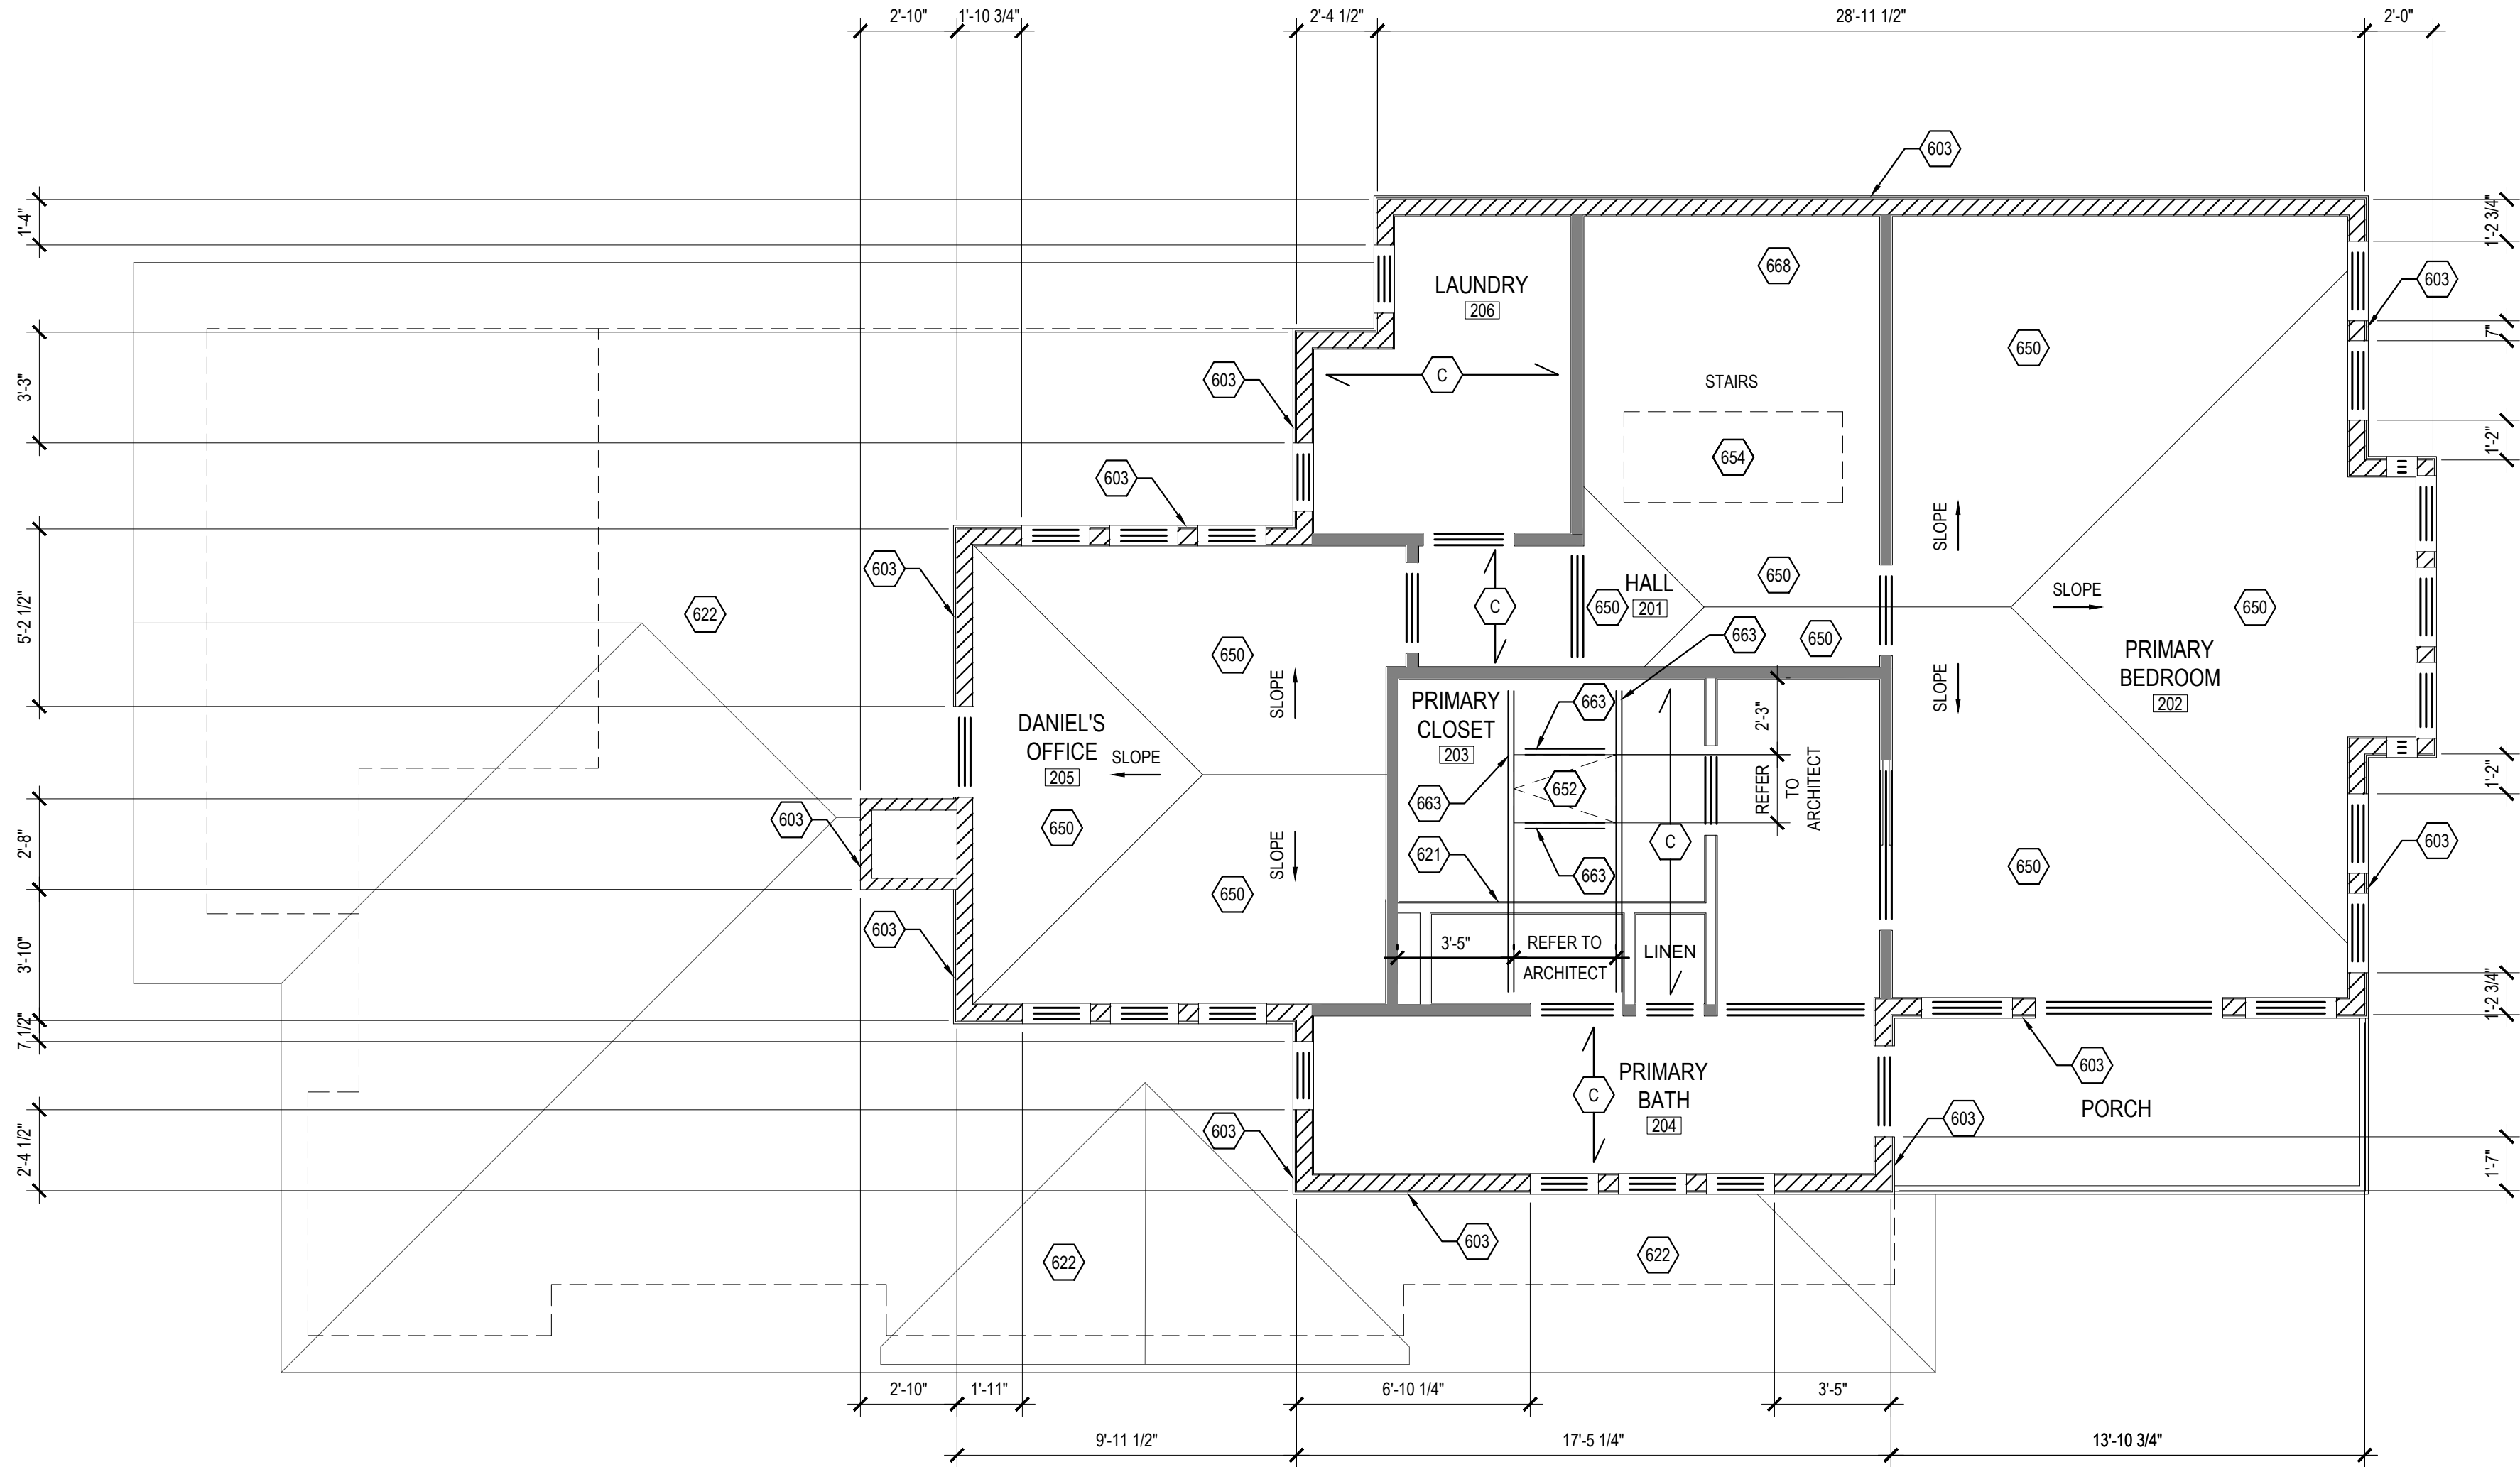 2'-10"
1'-10 3/4"
2'-4 1/2"
28'-11 1/2"
2'-0"
603
1'-4"
1'-2 3/4"
668
603
LAUNDRY
206
7"
650
3'-3"
603
C
STAIRS
1'-2"
654
603
SLOPE
603
5'-2 1/2"
622
650
HALL
201
650
C
650
SLOPE
650
663
650
PRIMARY
BEDROOM
202
650
SLOPE
SLOPE
PRIMARY
CLOSET
203
663
2'-3"
DANIEL'S
OFFICE
205
SLOPE
REFER
TO
ARCHITECT
652
663
1'-2"
603
650
2'-8"
SLOPE
621
663
C
603
650
650
603
3'-10"
3'-5"
REFER TO
ARCHITECT
LINEN
1'-2 3/4"
7 1/2"
603
PRIMARY
BATH
204
C
PORCH
603
603
2'-4 1/2"
1'-7"
603
622
622
2'-10"
1'-11"
6'-10 1/4"
3'-5"
9'-11 1/2"
17'-5 1/4"
13'-10 3/4"